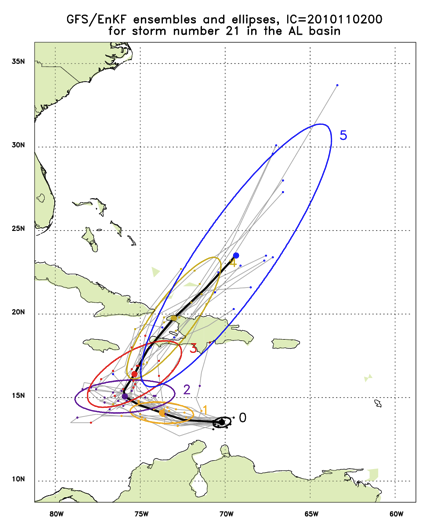 GFS/EnKF ensembles and ellipses, IC=2010110200
for storm number 21 in the AL basin
35N
30N
5
25N
4
20N
3
2
15N
1
0
10N
80W 75W 70W 65W 60W